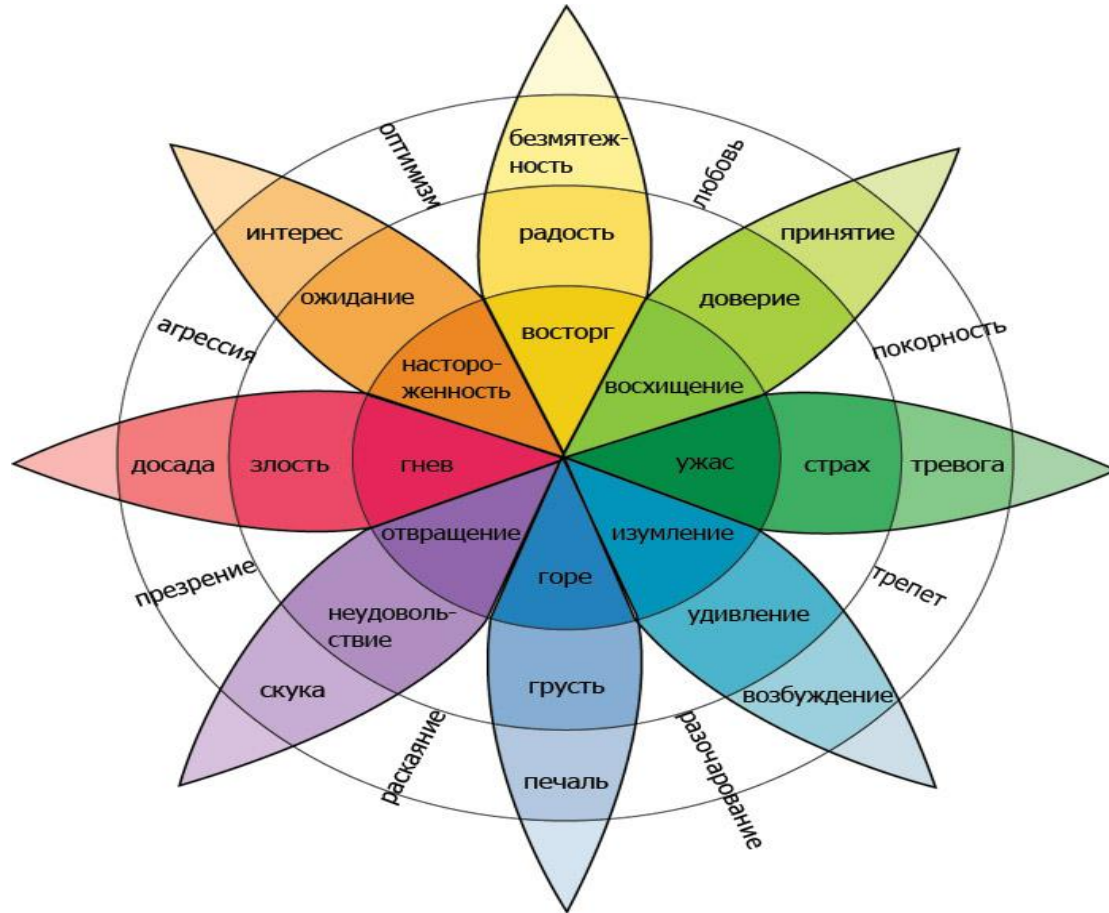 оптимизм
безмятеж-
ность
любовь
интерес
радость
принятие
ожидание
доверие
агрессия
восторг
покорность
насторо-
женность
восхищение
досада
злость
гнев
ужас
страх
тревога
отвращение
изумление
презрение
горе
трепет
неудоволь-
ствие
удивление
скука
грусть
возбуждение
раскаяние
разочарование
печаль